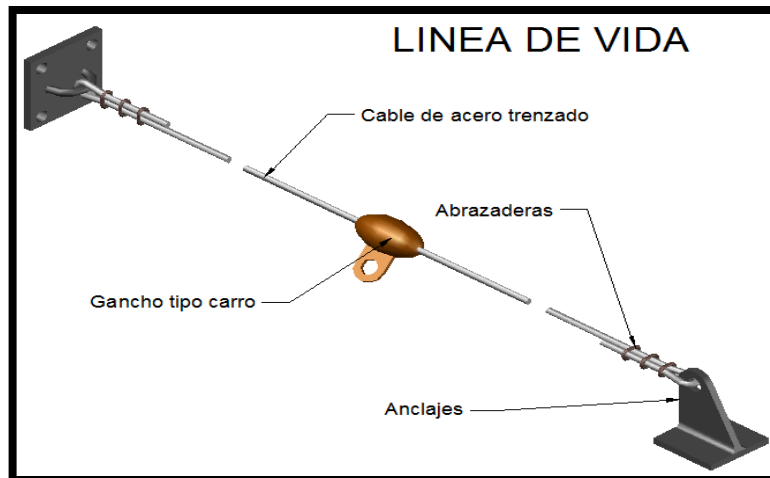 LINEA DE VIDA
Cable de acero trenzado
Abrazaderas
Gancho tipo carro
Anclajes